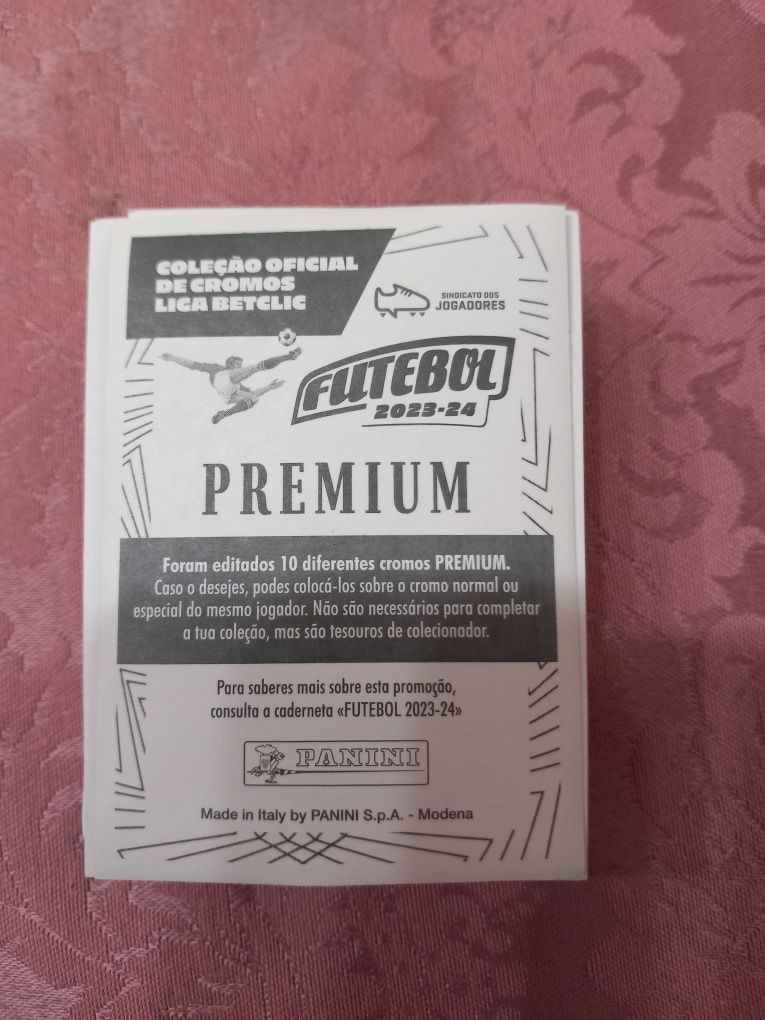 COLEÇÃO OFICIAL
DE CROMOS
LIGA BETCLIC
SINDICATO DOS
JOGADORES
FUTEBOL
2023-24
PREMIUM
Foram editados 10 diferentes cromos PREMIUM.
Caso o desejes, podes colocá-los sobre o cromo normal ou
especial do mesmo jogador. Não são necessários para completar
a tua coleção, mas são tesouros de colecionador.
Para saberes mais sobre esta promoção,
consulta a caderneta «FUTEBOL 2023-24»
PANINI
Made in Italy by PANINI S.p.A. - Modena